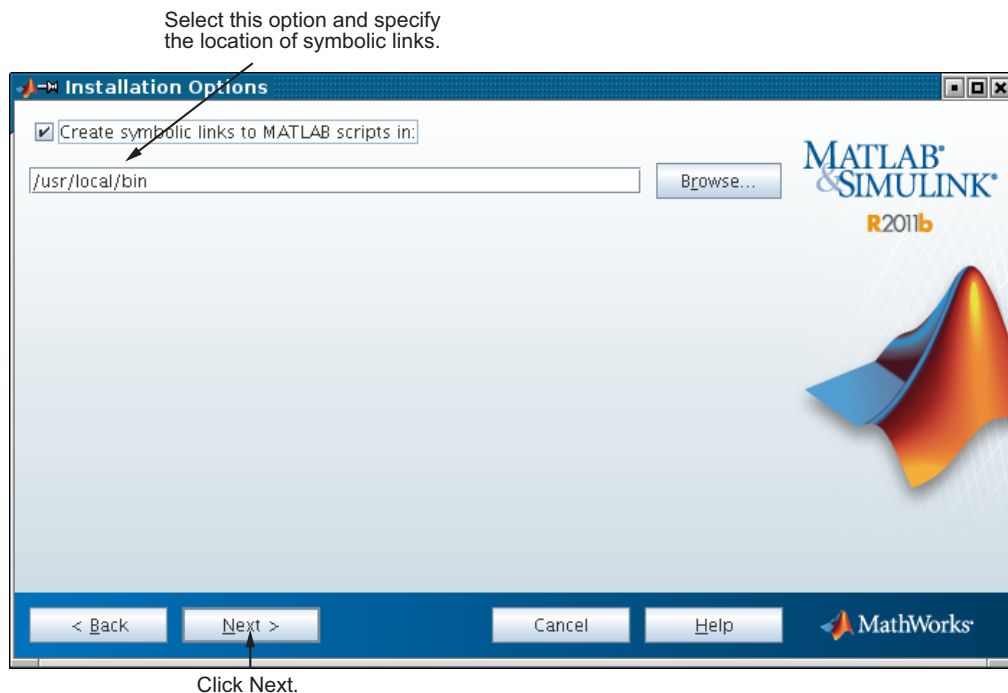 Select this option and specify
the location of symbolic links.
Installation Options
Create symbolic links to MATLAB scripts in:
/usr/local/bin
Browse...
MATLAB®
&SIMULINK®
R2011b
< Back
Next >
Cancel
Help
MathWorks®
Click Next.